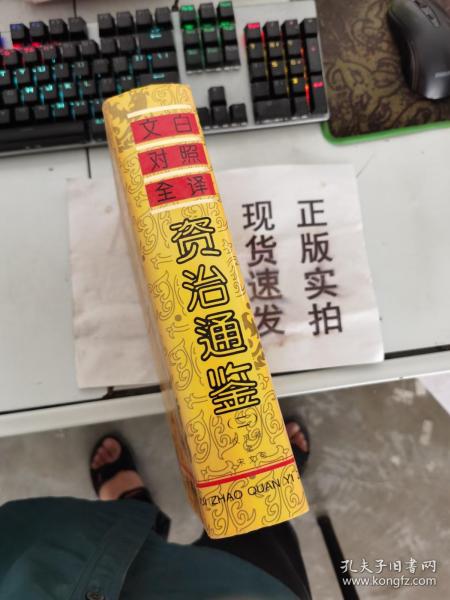 文白
对照
全译
资治通鉴
ZHAO QUAN YI
正版实拍
现货速发
孔夫子旧书网
www.kongfz.com